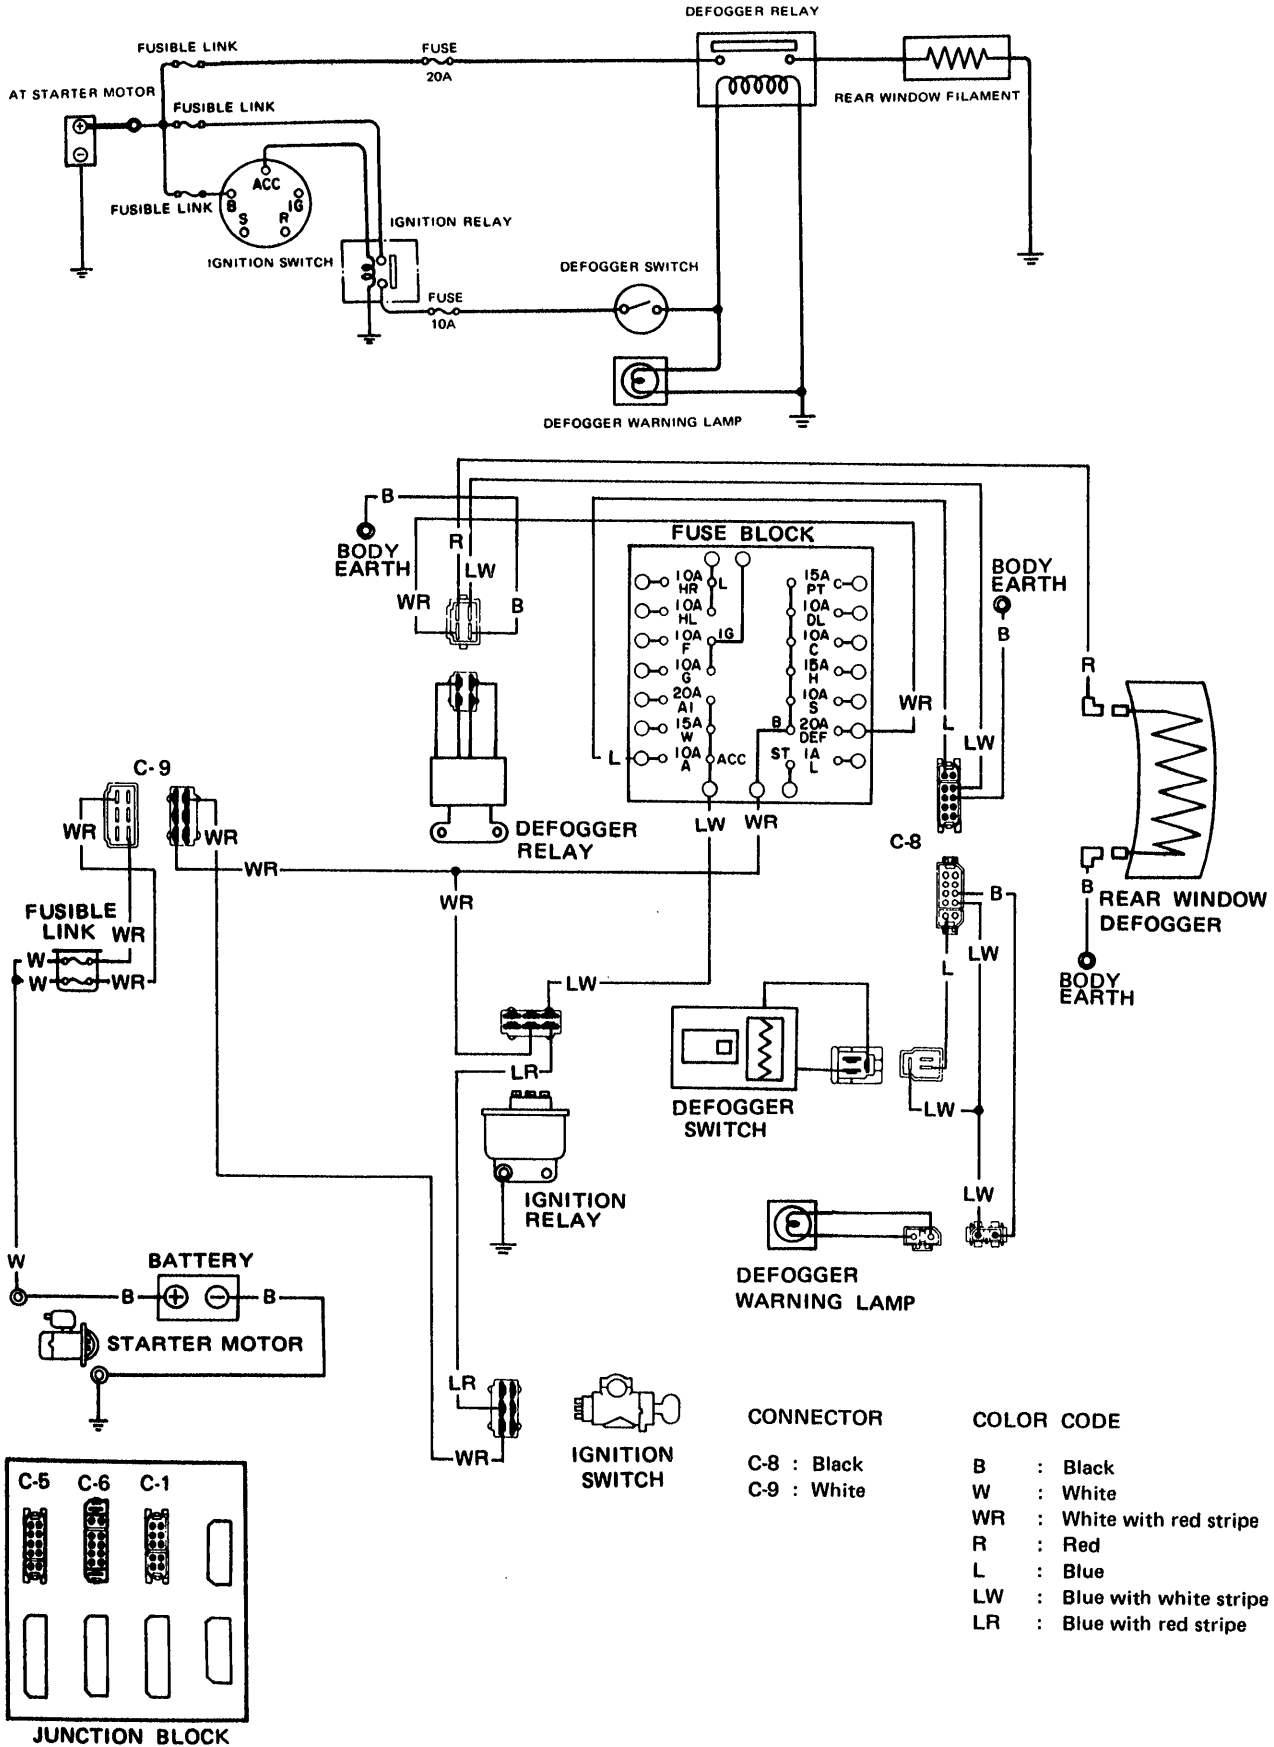 DEFOGGER RELAY
FUSIBLE LINK
FUSE
20A
AT STARTER MOTOR
FUSIBLE LINK
REAR WINDOW FILAMENT
+
−
ACC
B
IG
S
R
FUSIBLE LINK
IGNITION RELAY
IGNITION SWITCH
DEFOGGER SWITCH
FUSE
10A
DEFOGGER WARNING LAMP
B
BODY
EARTH
R
LW
WR
B
FUSE BLOCK
10A
HR
L
10A
HL
10A
F
IG
10A
G
20A
AI
15A
W
10A
A
ACC
15A
PT
10A
DL
10A
C
15A
H
10A
S
B
20A
DEF
ST
1A
L
L
LW
WR
WR
L
LW
BODY
EARTH
B
R
C-8
B
LW
L
B
REAR WINDOW
DEFOGGER
BODY
EARTH
DEFOGGER
RELAY
C-9
WR
WR
WR
WR
FUSIBLE
LINK
WR
W
W
WR
LW
LR
DEFOGGER
SWITCH
LW
IGNITION
RELAY
LW
DEFOGGER
WARNING LAMP
W
BATTERY
B
+
−
B
STARTER MOTOR
LR
WR
IGNITION
SWITCH
CONNECTOR
C-8 : Black
C-9 : White
COLOR CODE
B : Black
W : White
WR : White with red stripe
R : Red
L : Blue
LW : Blue with white stripe
LR : Blue with red stripe
C-5
C-6
C-1
JUNCTION BLOCK